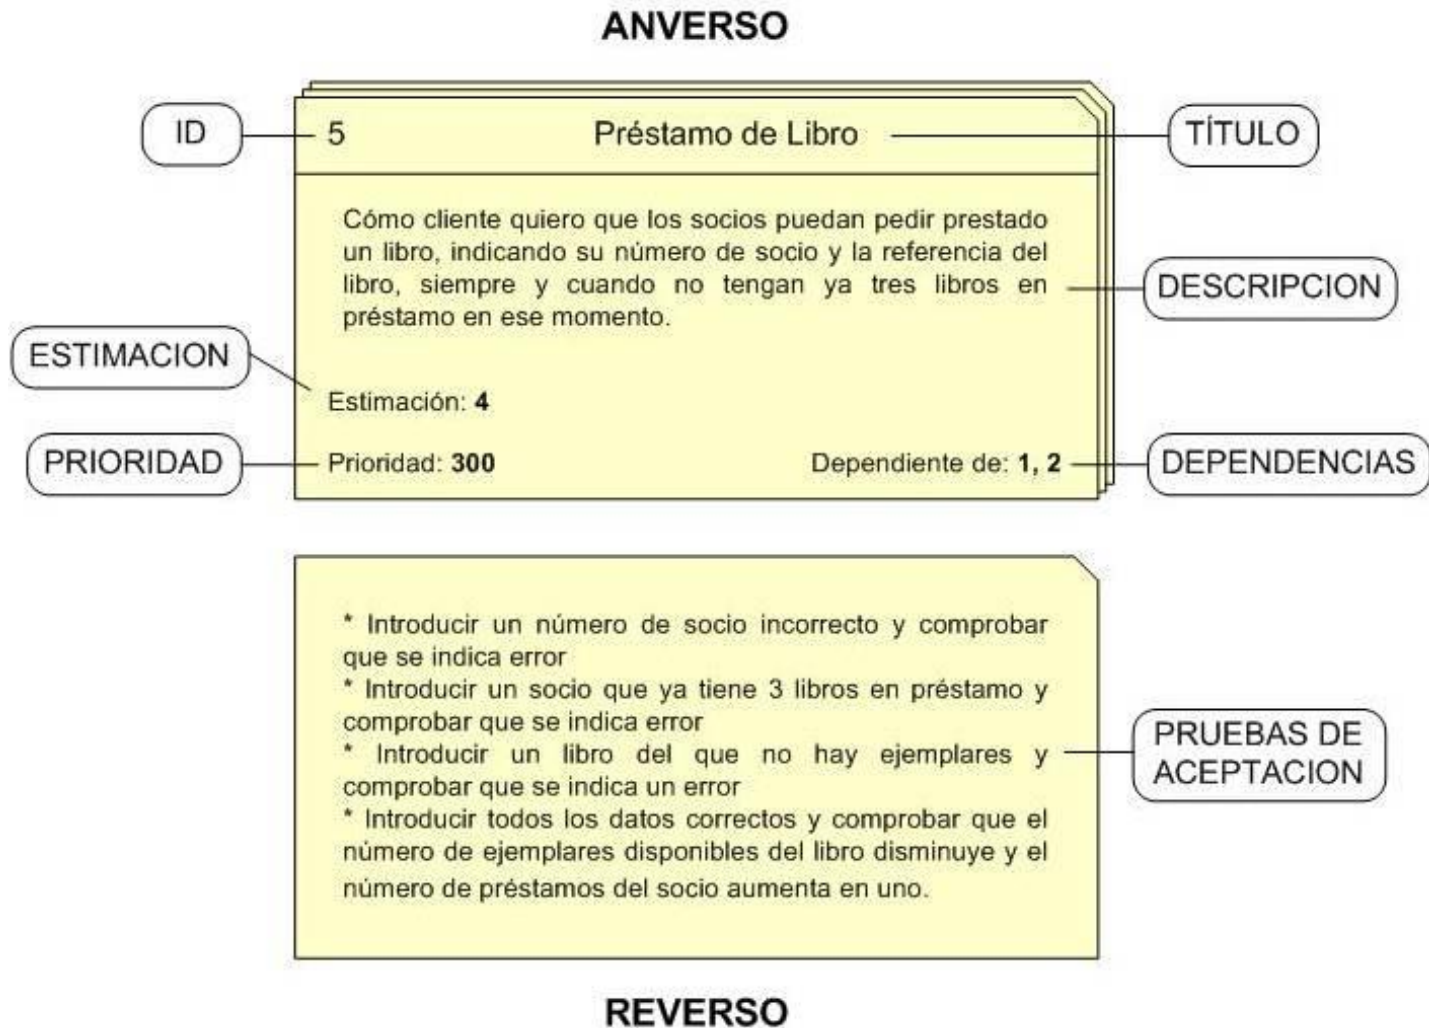 ANVERSO
ID
5
Préstamo de Libro
TÍTULO
Cómo cliente quiero que los socios puedan pedir prestado
un libro, indicando su número de socio y la referencia del
libro, siempre y cuando no tengan ya tres libros en
préstamo en ese momento.
DESCRIPCION
ESTIMACION
Estimación: 4
PRIORIDAD
Prioridad: 300
Dependiente de: 1, 2
DEPENDENCIAS
* Introducir un número de socio incorrecto y comprobar
que se indica error
* Introducir un socio que ya tiene 3 libros en préstamo y
comprobar que se indica error
* Introducir un libro del que no hay ejemplares y
comprobar que se indica un error
* Introducir todos los datos correctos y comprobar que el
número de ejemplares disponibles del libro disminuye y el
número de préstamos del socio aumenta en uno.
PRUEBAS DE
ACEPTACION
REVERSO